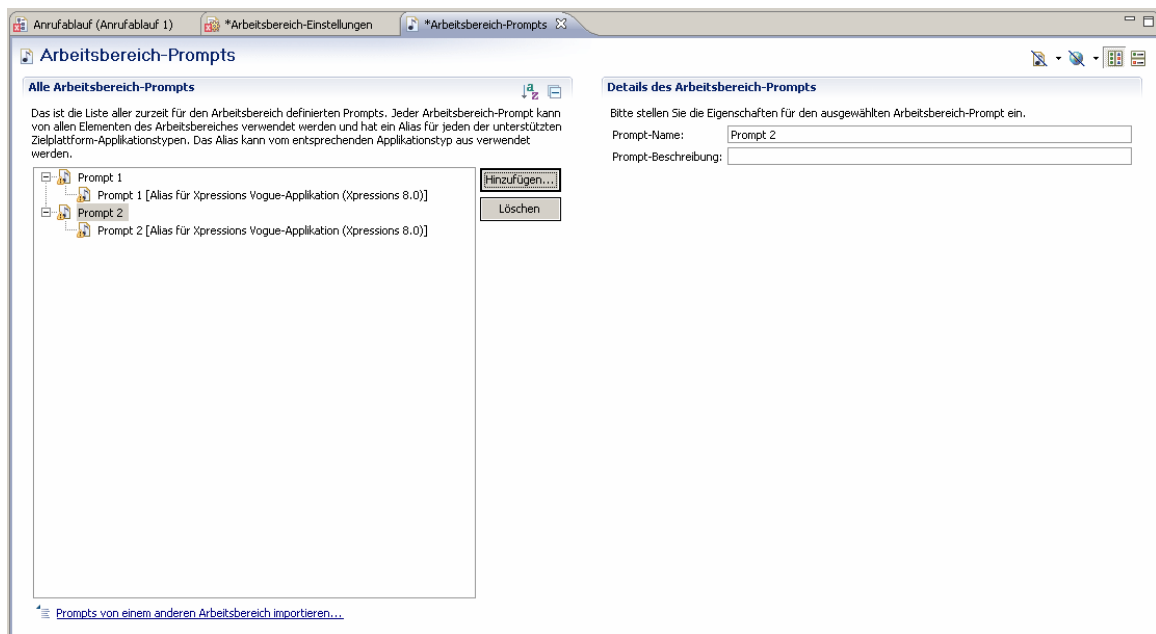 Anrufablauf (Anrufablauf 1)
*Arbeitsbereich-Einstellungen
*Arbeitsbereich-Prompts
Arbeitsbereich-Prompts
Alle Arbeitsbereich-Prompts
Das ist die Liste aller zurzeit für den Arbeitsbereich definierten Prompts. Jeder Arbeitsbereich-Prompt kann
von allen Elementen des Arbeitsbereiches verwendet werden und hat ein Alias für jeden der unterstützten
Zielplattform-Applikationstypen. Das Alias kann vom entsprechenden Applikationstyp aus verwendet
werden.
Prompt 1
Prompt 1 [Alias für Xpressions Vogue-Applikation (Xpressions 8.0)]
Prompt 2
Prompt 2 [Alias für Xpressions Vogue-Applikation (Xpressions 8.0)]
Hinzufügen...
Löschen
Prompts von einem anderen Arbeitsbereich importieren...
Details des Arbeitsbereich-Prompts
Bitte stellen Sie die Eigenschaften für den ausgewählten Arbeitsbereich-Prompt ein.
Prompt-Name: Prompt 2
Prompt-Beschreibung: